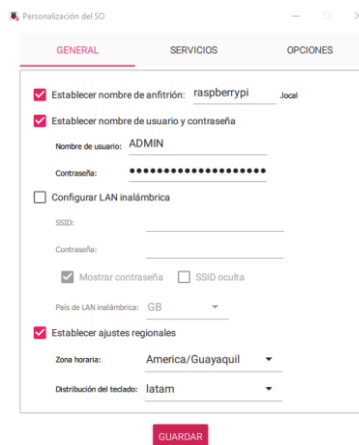 Personalización del SO
GENERAL SERVICIOS OPCIONES
Establecer nombre de anfitrión: raspberrypi .local
Establecer nombre de usuario y contraseña
Nombre de usuario: ADMIN
Contraseña: ••••••••••••••••••••
Configurar LAN inalámbrica
SSID:
Contraseña:
Mostrar contraseña SSID oculta
País de LAN inalámbrica: GB
Establecer ajustes regionales
Zona horaria: America/Guayaquil
Distribución del teclado: latam
GUARDAR